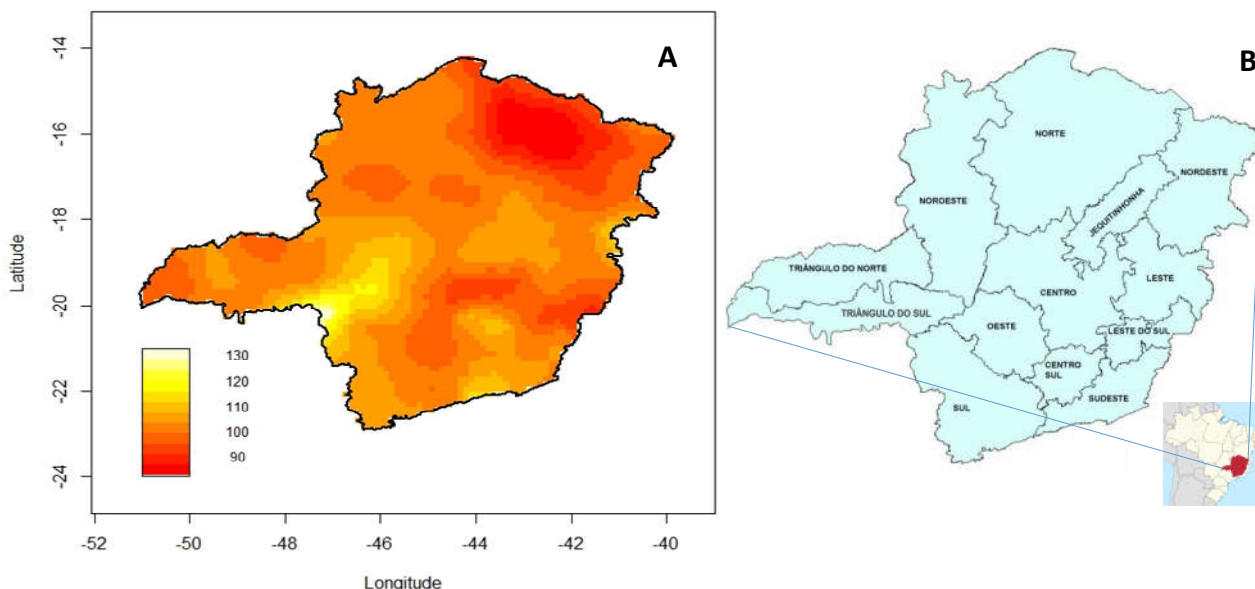 A
-14
-16
-18
-20
-22
-24
Latitude
130
120
110
100
90
-52
-50
-48
-46
-44
-42
-40
Longitude
B
NORTE
NORDESTE
JEQUITINHONHA
NOROESTE
TRIÂNGULO DO NORTE
LESTE
CENTRO
TRIÂNGULO DO SUL
OESTE
LESTE DO SUL
CENTRO
SUL
SUDESTE
SUL